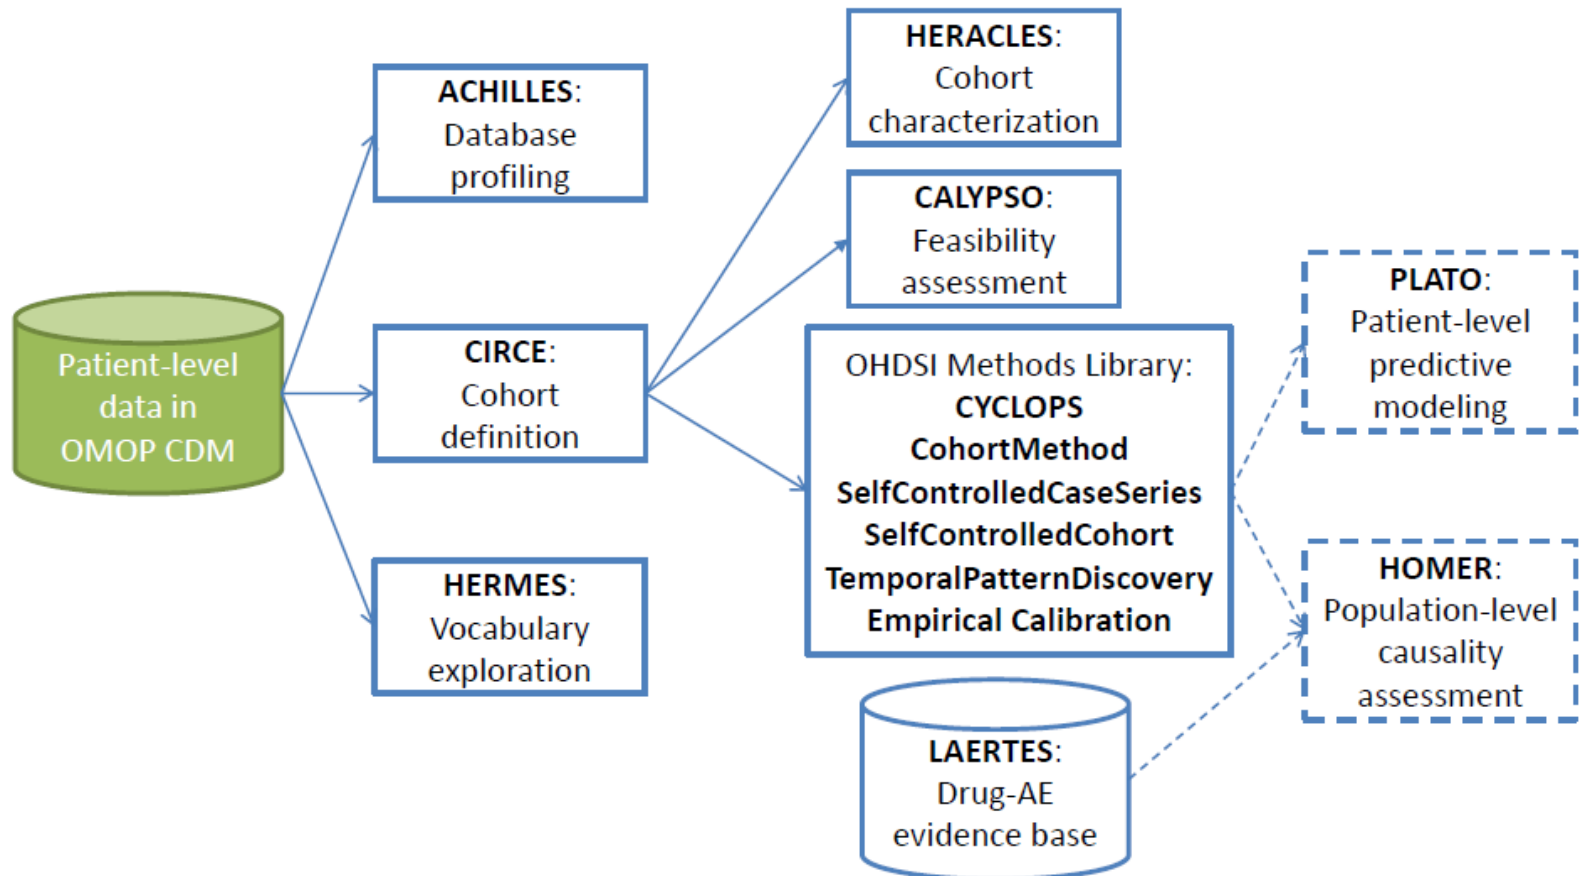 Patient-level
data in
OMOP CDM
ACHILLES:
Database
profiling
CIRCE:
Cohort
definition
HERMES:
Vocabulary
exploration
HERACLES:
Cohort
characterization
CALYPSO:
Feasibility
assessment
OHDSI Methods Library:
CYCLOPS
CohortMethod
SelfControlledCaseSeries
SelfControlledCohort
TemporalPatternDiscovery
Empirical Calibration
LAERTES:
Drug-AE
evidence base
PLATO:
Patient-level
predictive
modeling
HOMER:
Population-level
causality
assessment